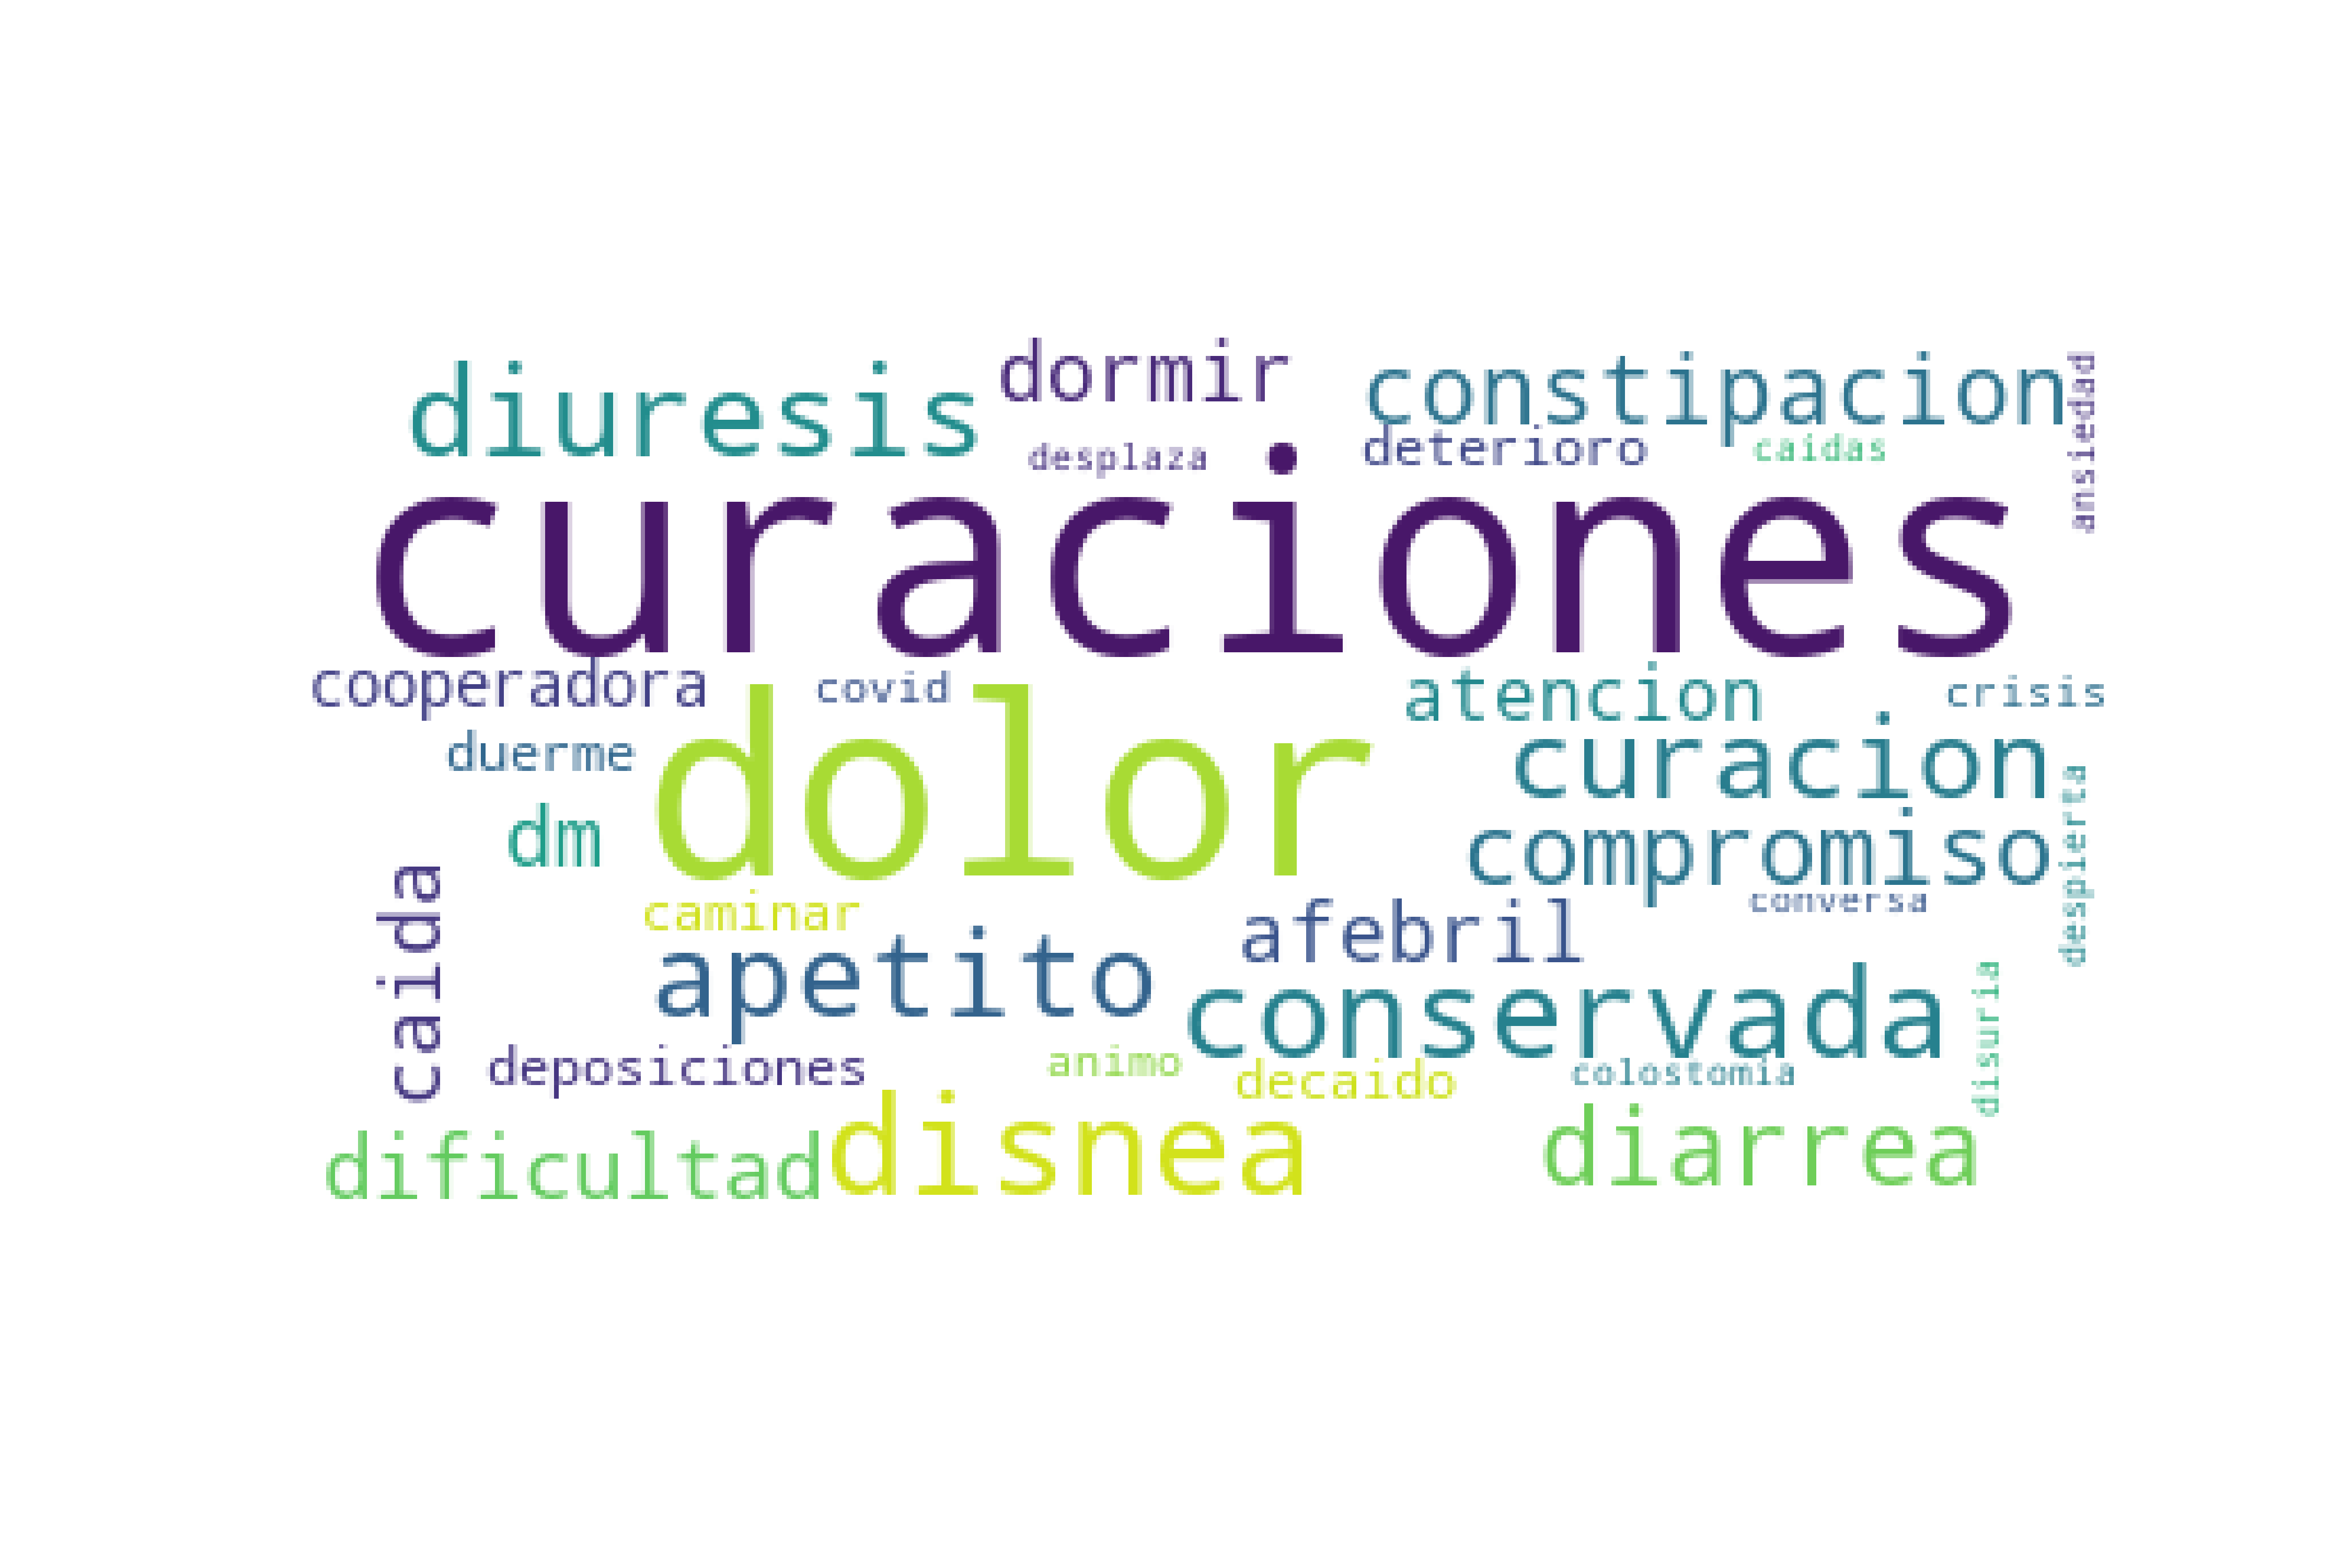 diuresis
dormir
constipacion
ansiedad
desplaza
deterioro
caidas
curaciones
cooperadora
covid
atencion
crisis
duerme
dolor
curacion
dm
compromiso
despierta
caida
caminar
conversa
apetito
afebril
conservada
disuria
deposiciones
animo
decaido
colostomia
dificultad
disnea
diarrea